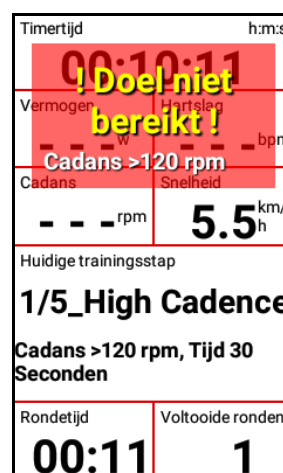 Timertijd h:m:s
00:10:11
! Doel niet
bereikt !
Cadans >120 rpm
Vermogen Hartslag
- - - w - - - bpm
Cadans Snelheid
- - - rpm 5.5 km/h
Huidige trainingsstap
1/5_High Cadence
Cadans >120 rpm, Tijd 30
Seconden
Rondetijd Voltooide ronden
00:11 1